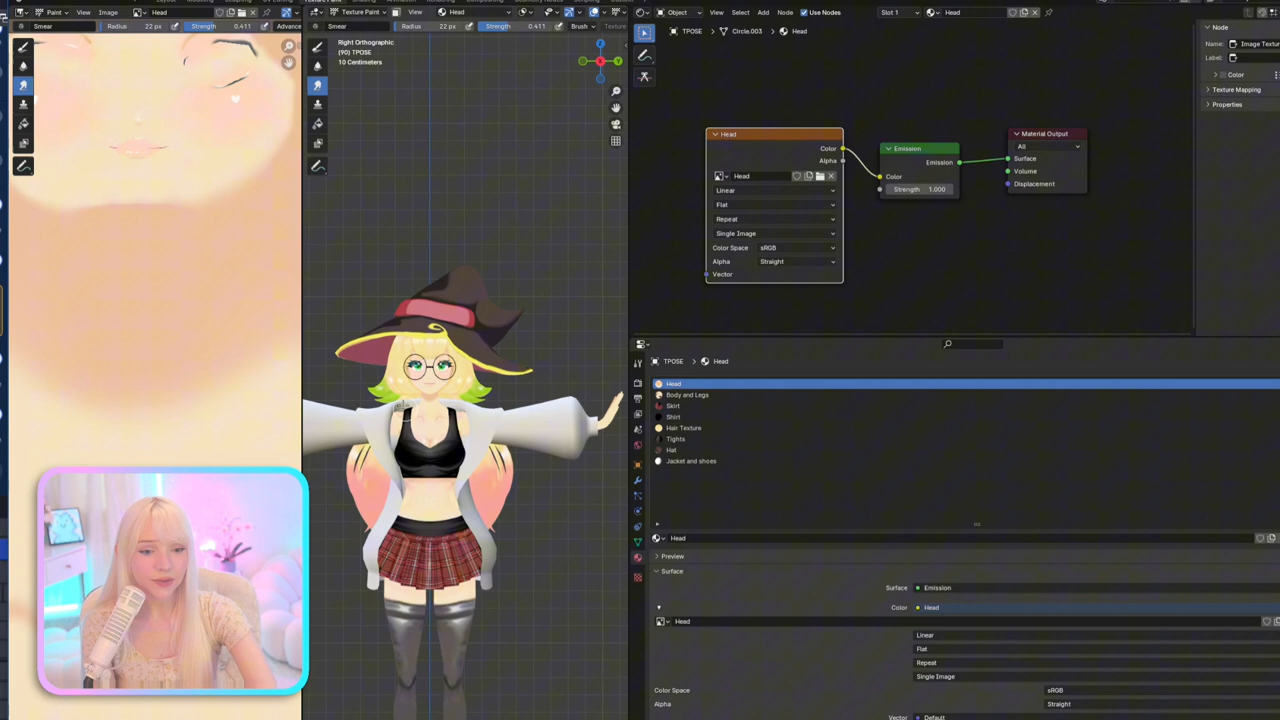 Paint View Image Head
Smear Radius 22 px Strength 0.411 Advance
Texture Paint View Head
Smear Radius 22 px Strength 0.411 Brush Texture
Right Orthographic
(90) TPOSE
10 Centimeters
Z
X
Y
Object View Select Add Node Use Nodes Slot 1 Head
TPOSE > Circle.003 > Head
Head
Color
Alpha
Head
Linear
Flat
Repeat
Single Image
Color Space sRGB
Alpha Straight
Vector
Emission
Emission
Color
Strength 1.000
Material Output
All
Surface
Volume
Displacement
Node
Name: Image Textu
Label:
Color
Texture Mapping
Properties
TPOSE > Head
Head
Body and Legs
Skirt
Shirt
Hair Texture
Tights
Hat
Jacket and shoes
Head
Preview
Surface
Surface Emission
Color Head
Head
Linear
Flat
Repeat
Single Image
Color Space sRGB
Alpha Straight
Vector Default